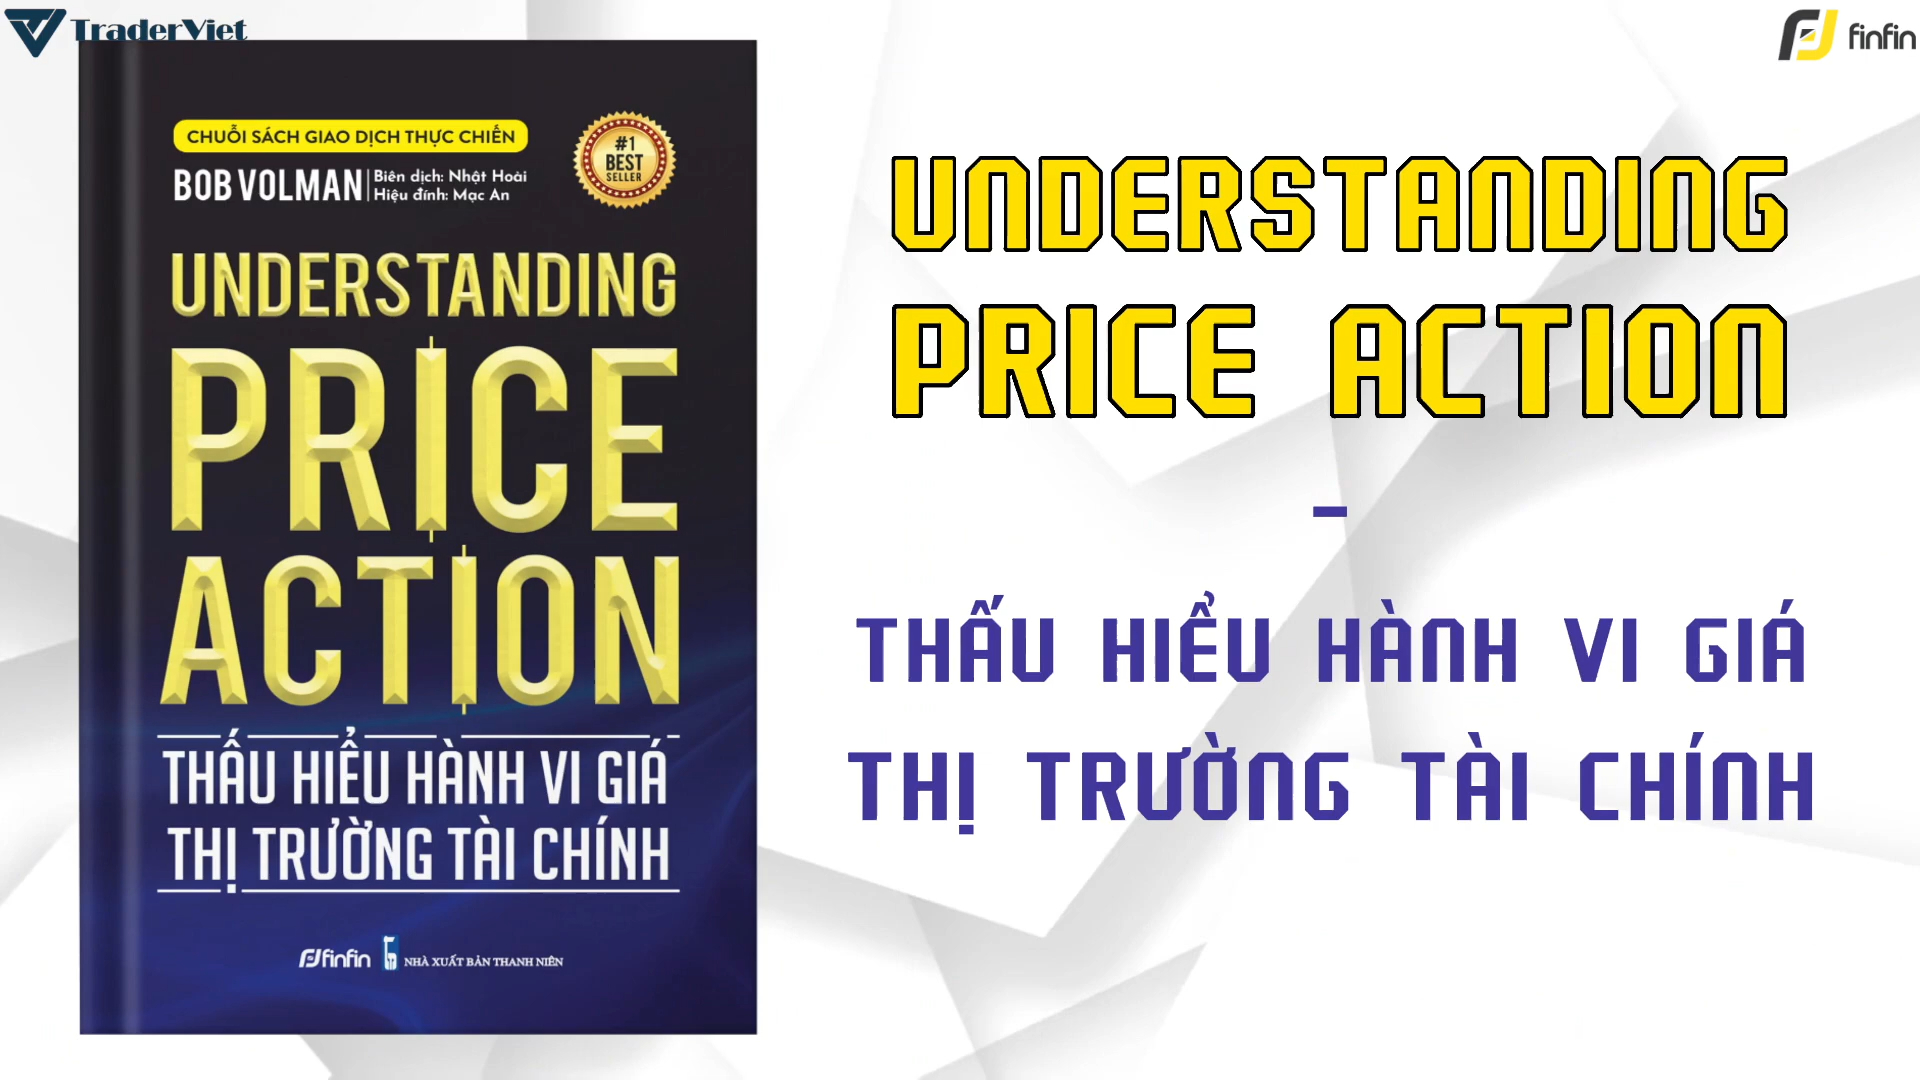 TraderViet
finfin
CHUỖI SÁCH GIAO DỊCH THỰC CHIẾN
BOB VOLMAN
Biên dịch: Nhật Hoài
Hiệu đính: Mạc An
#1
BEST
SELLER
UNDERSTANDING
PRICE
ACTION
THẤU HIỂU HÀNH VI GIÁ
THỊ TRƯỜNG TÀI CHÍNH
finfin
NHÀ XUẤT BẢN THANH NIÊN
UNDERSTANDING
PRICE ACTION
-
THẤU HIỂU HÀNH VI GIÁ
THỊ TRƯỜNG TÀI CHÍNH